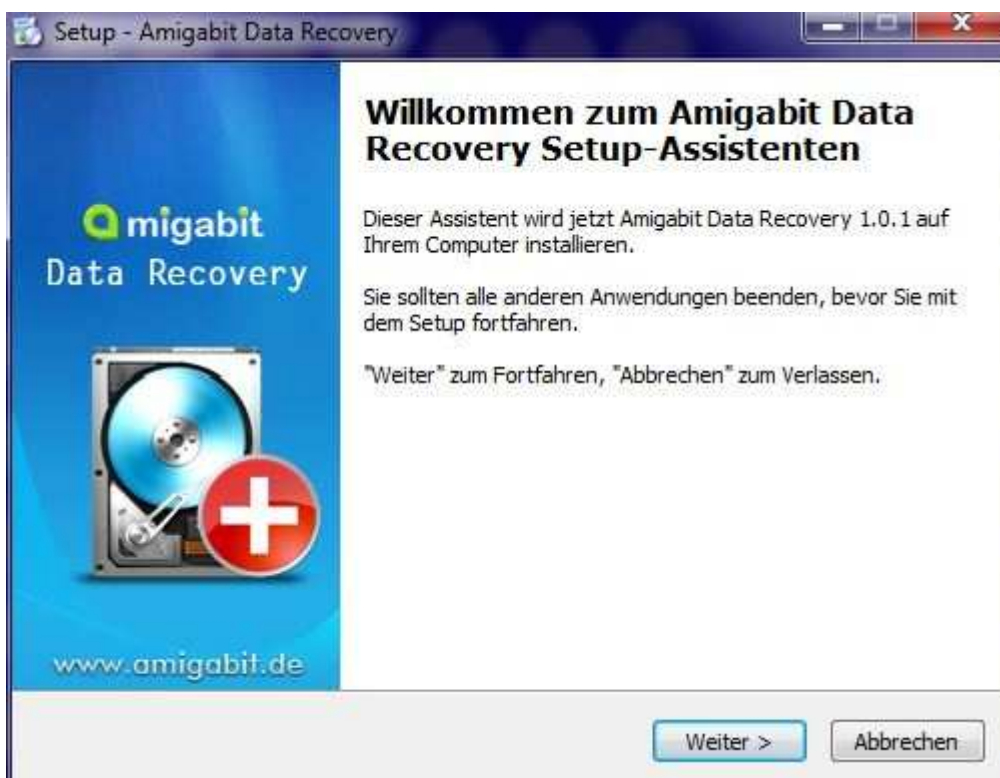 Setup - Amigabit Data Recovery
Willkommen zum Amigabit Data
Recovery Setup-Assistenten
Dieser Assistent wird jetzt Amigabit Data Recovery 1.0.1 auf
Ihrem Computer installieren.
Sie sollten alle anderen Anwendungen beenden, bevor Sie mit
dem Setup fortfahren.
"Weiter" zum Fortfahren, "Abbrechen" zum Verlassen.
amigabit
Data Recovery
www.amigabit.de
Weiter >
Abbrechen